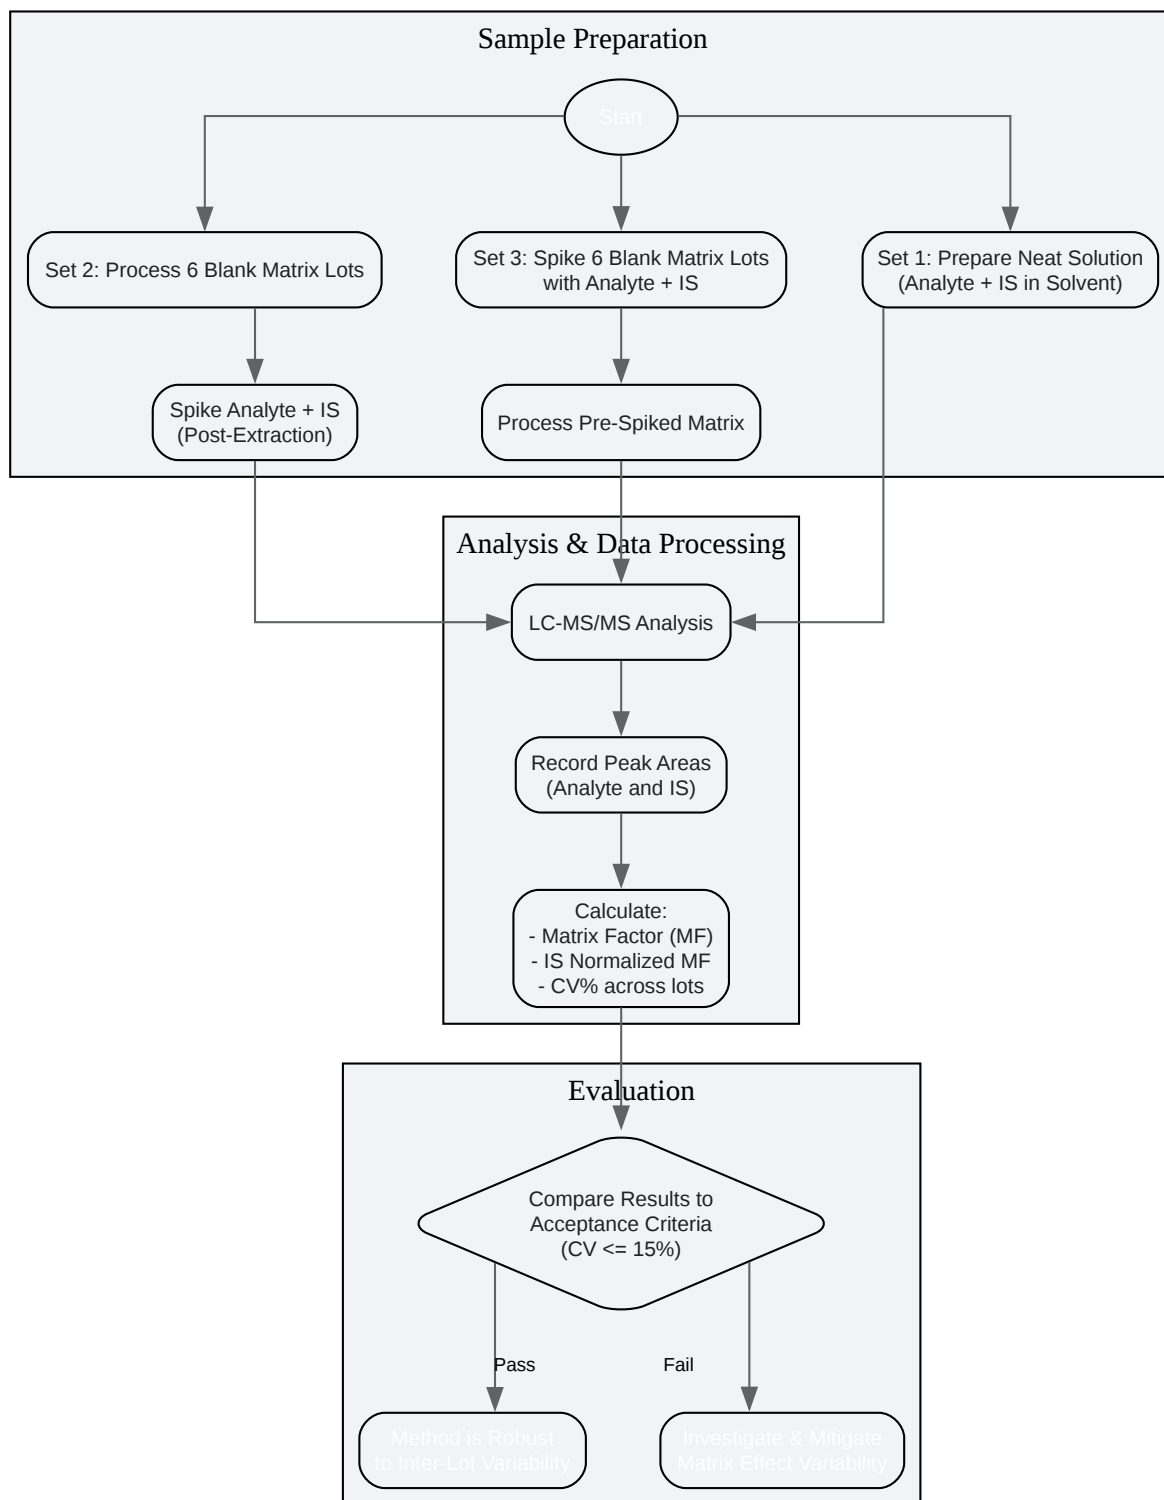 Sample Preparation
Start
Set 2: Process 6 Blank Matrix Lots
Set 3: Spike 6 Blank Matrix Lots
with Analyte + IS
Set 1: Prepare Neat Solution
(Analyte + IS in Solvent)
Spike Analyte + IS
(Post-Extraction)
Process Pre-Spiked Matrix
Analysis & Data Processing
LC-MS/MS Analysis
Record Peak Areas
(Analyte and IS)
Calculate:
- Matrix Factor (MF)
- IS Normalized MF
- CV% across lots
Evaluation
Compare Results to
Acceptance Criteria
(CV <= 15%)
Pass
Fail
Method is Robust
to Inter-Lot Variability
Investigate & Mitigate
Matrix Effect Variability